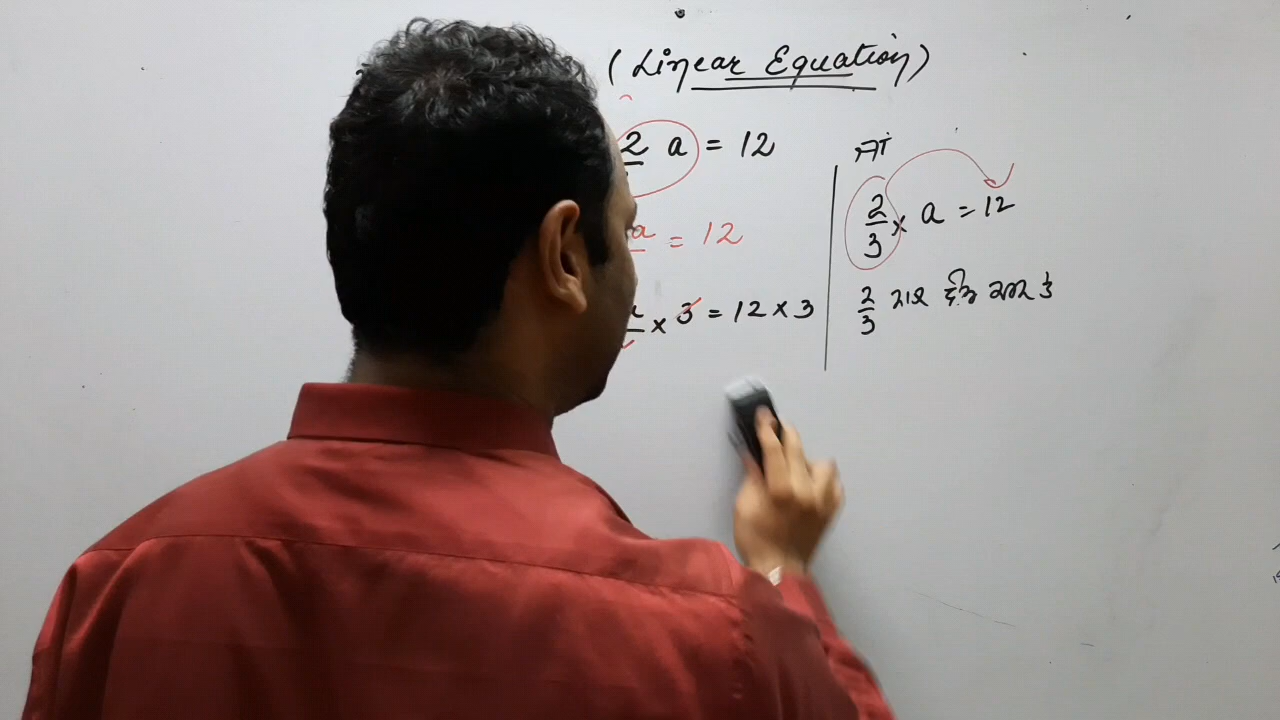 (Linear Equation)
2 a = 12
a = 12
× 3 = 12 × 3
ਜਾਂ
2/3 × a = 12
2/3